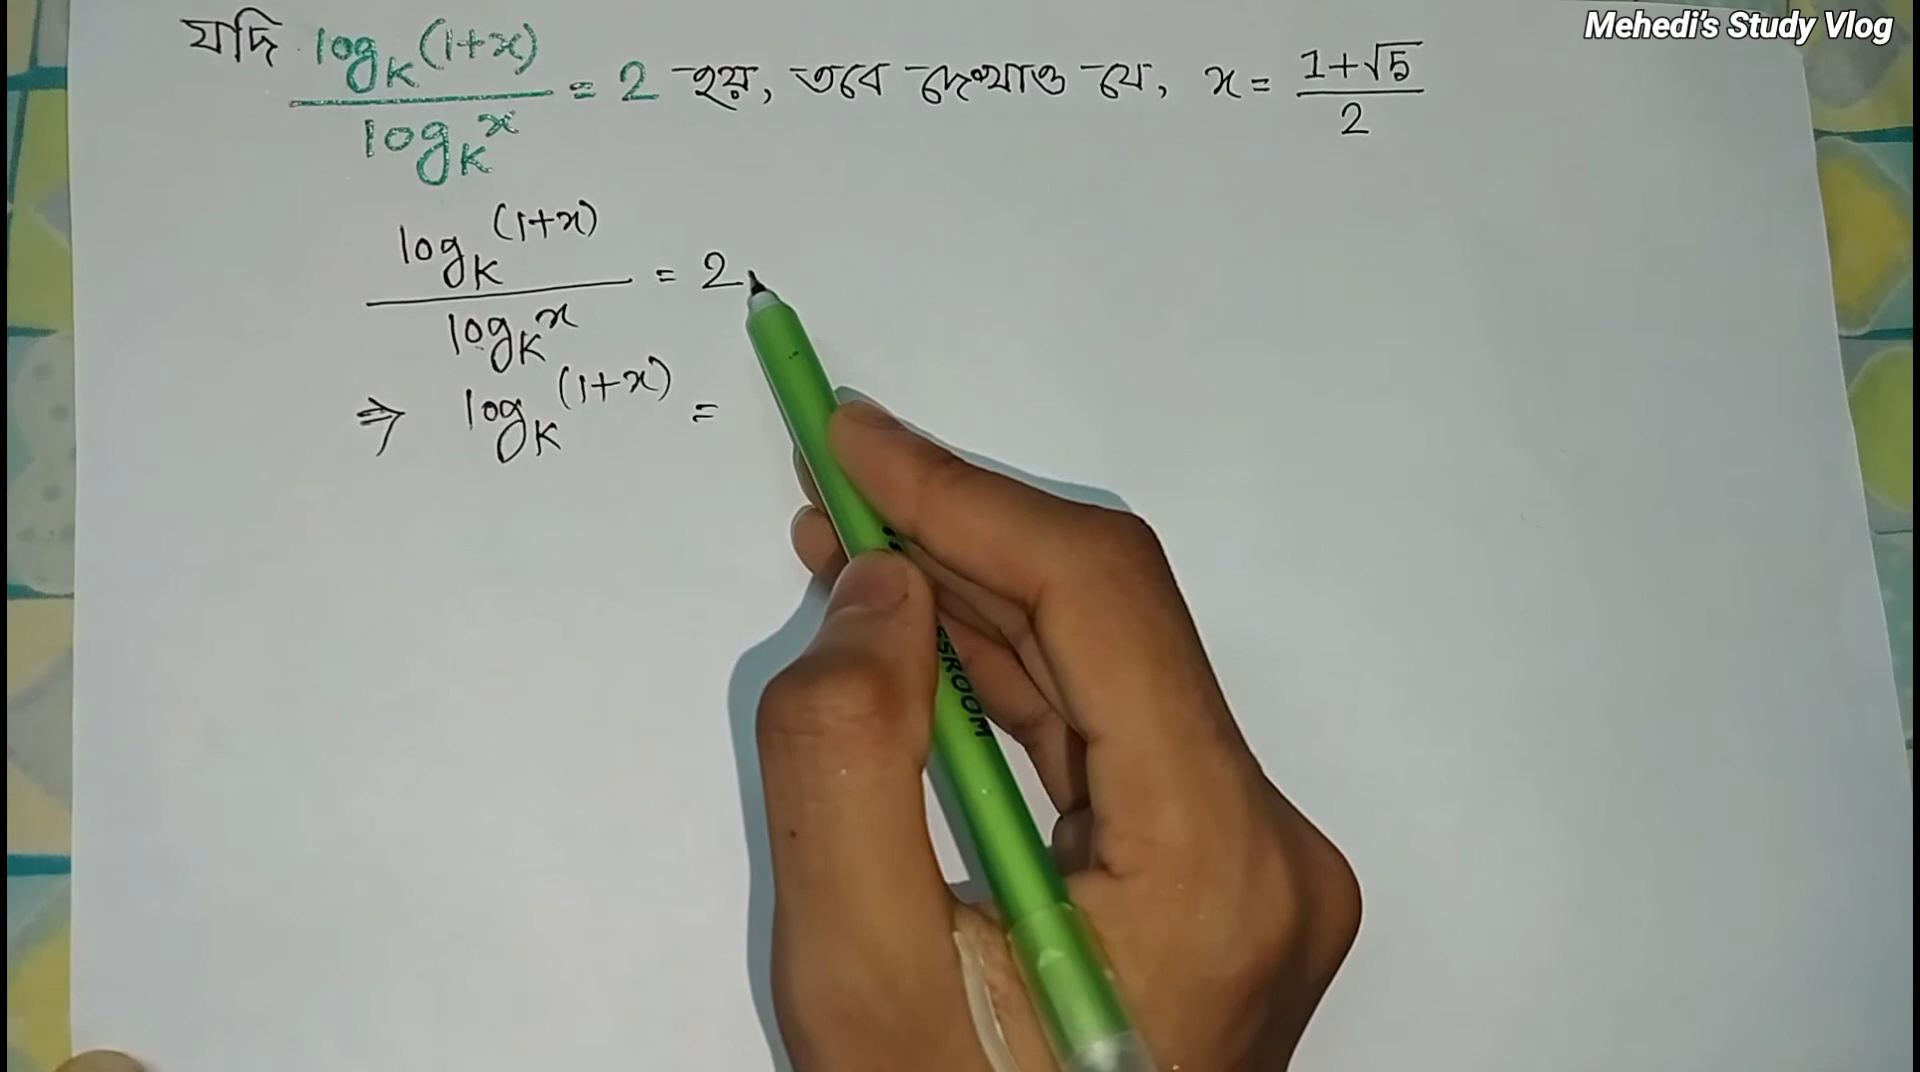 Mehedi's Study Vlog
যদি log_K^(1+x) / log_K^x = 2 হয়, তবে দেখাও যে, x = (1+√5) / 2
log_K^(1+x) / log_K^x = 2
⇒ log_K^(1+x) =
ESROOM